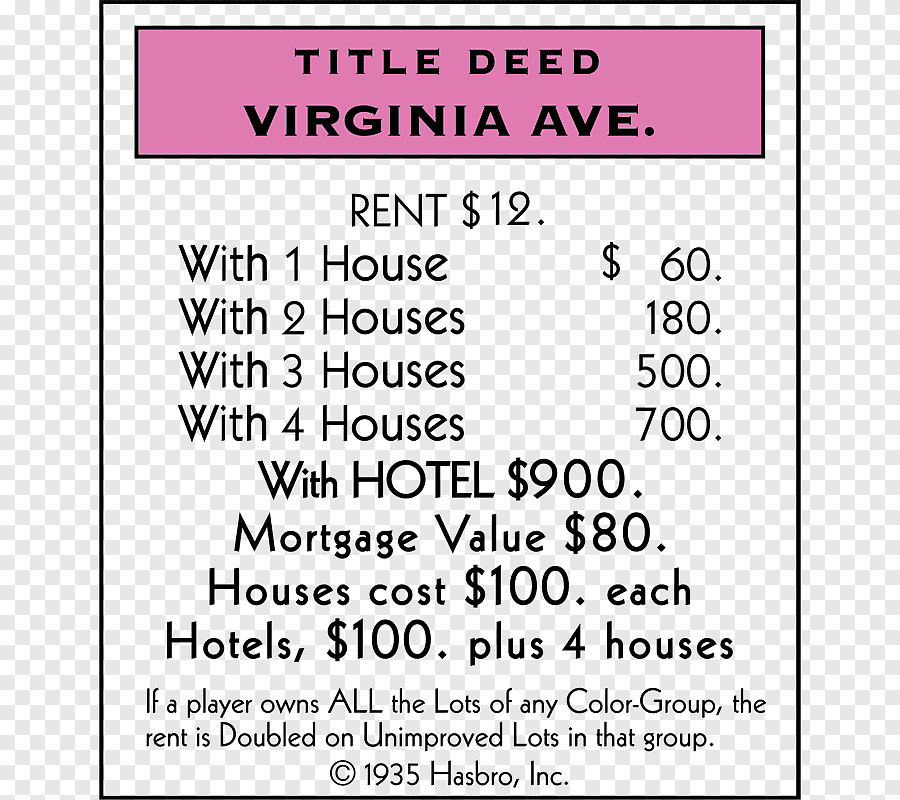 TITLE DEED
VIRGINIA AVE.
RENT $12.
With 1 House $ 60.
With 2 Houses 180.
With 3 Houses 500.
With 4 Houses 700.
With HOTEL $900.
Mortgage Value $80.
Houses cost $100. each
Hotels, $100. plus 4 houses
If a player owns ALL the Lots of any Color-Group, the
rent is Doubled on Unimproved Lots in that group.
© 1935 Hasbro, Inc.